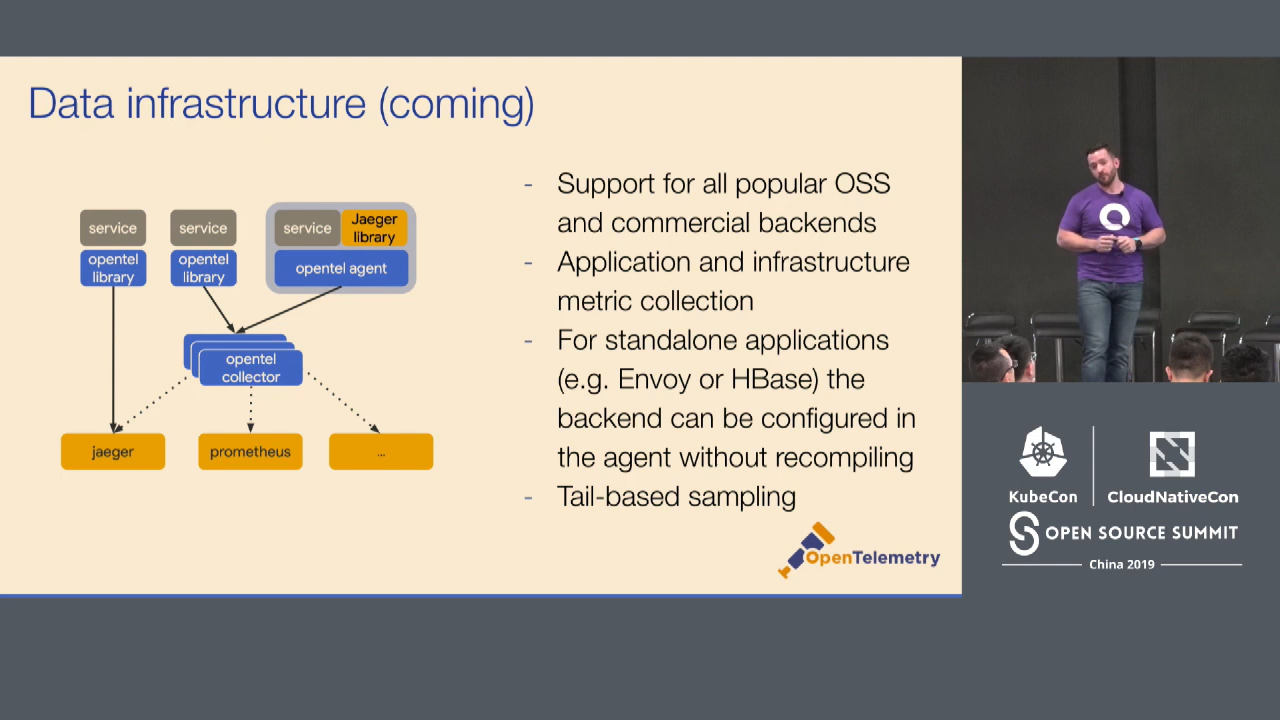 Data infrastructure (coming)
service
opentel
library
service
opentel
library
service
Jaeger
library
opentel agent
opentel
collector
jaeger
prometheus
...
- Support for all popular OSS
and commercial backends
- Application and infrastructure
metric collection
- For standalone applications
(e.g. Envoy or HBase) the
backend can be configured in
the agent without recompiling
- Tail-based sampling
OpenTelemetry
KubeCon
CloudNativeCon
OPEN SOURCE SUMMIT
China 2019